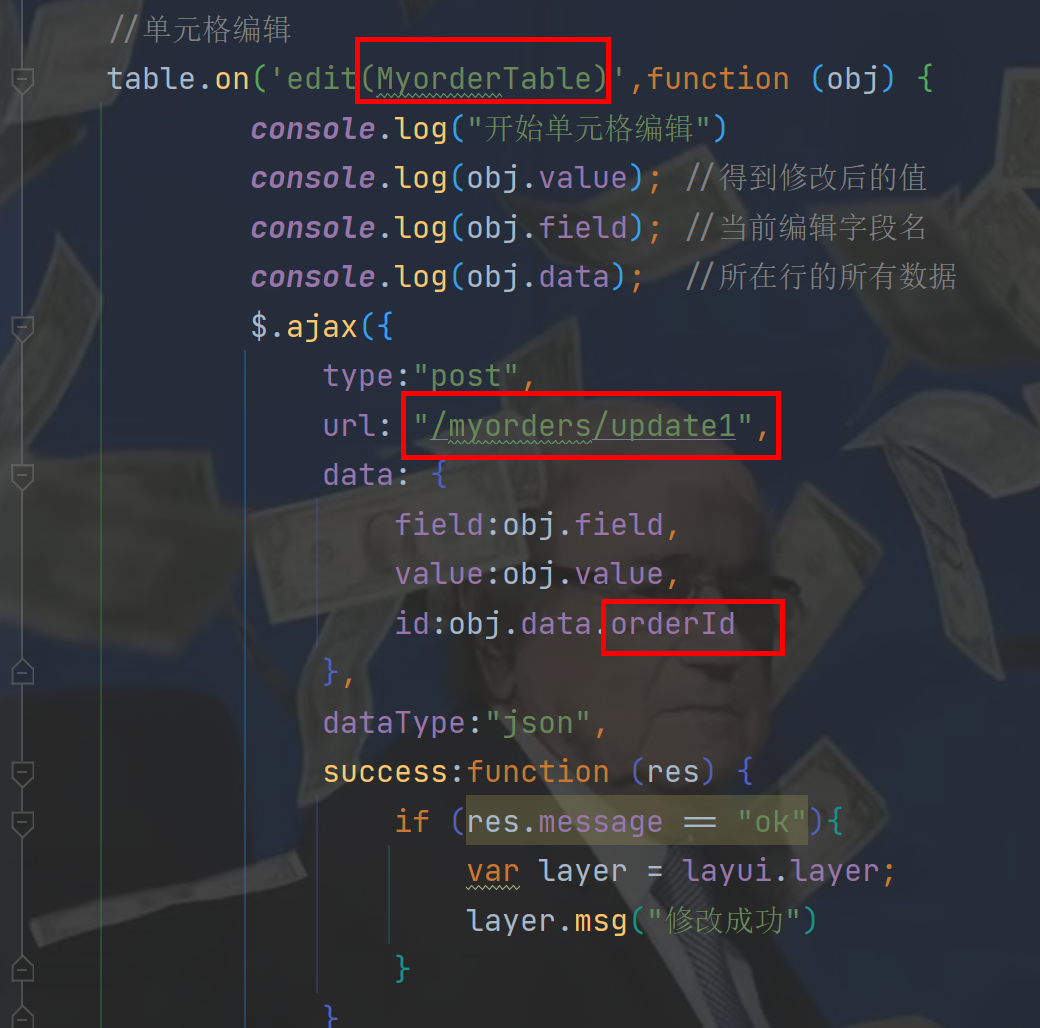 //单元格编辑
table.on('edit(MyorderTable)',function (obj) {
console.log("开始单元格编辑")
console.log(obj.value); //得到修改后的值
console.log(obj.field); //当前编辑字段名
console.log(obj.data); //所在行的所有数据
$.ajax({
type:"post",
url: "/myorders/update1",
data: {
field:obj.field,
value:obj.value,
id:obj.data.orderId
},
dataType:"json",
success:function (res) {
if (res.message == "ok"){
var layer = layui.layer;
layer.msg("修改成功")
}
}